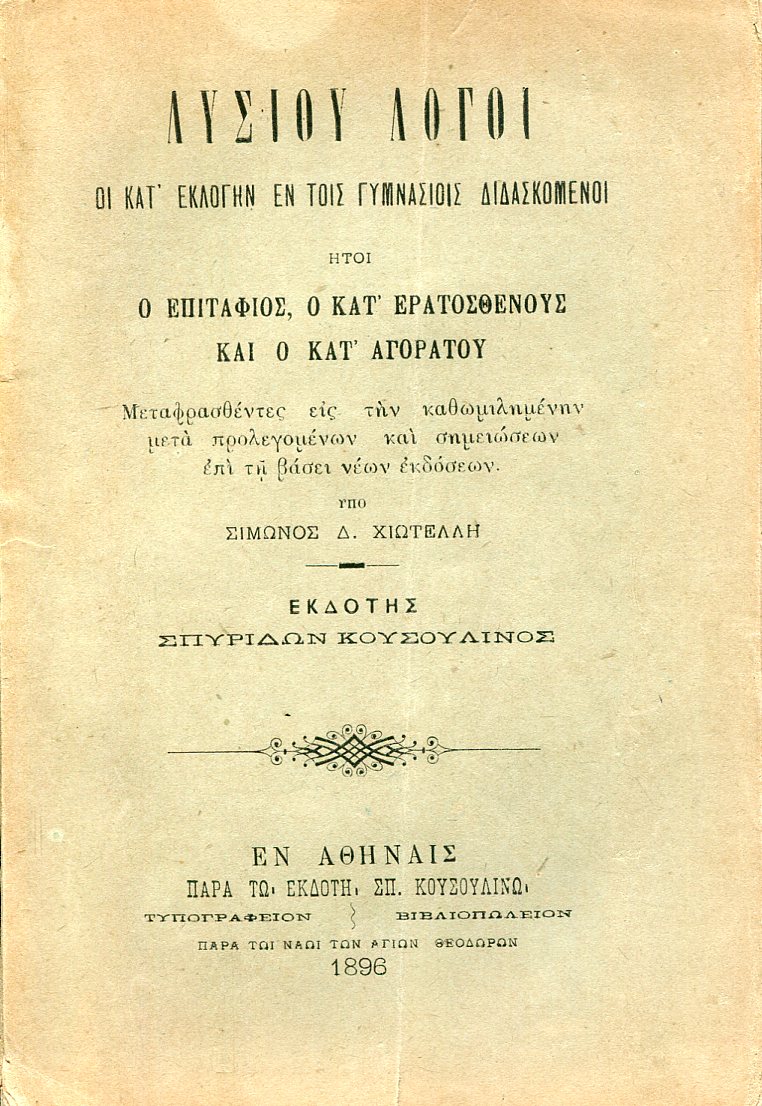 ΛΥΣΙΟΥ ΛΟΓΟΙ
ΟΙ ΚΑΤ' ΕΚΛΟΓΗΝ ΕΝ ΤΟΙΣ ΓΥΜΝΑΣΙΟΙΣ ΔΙΔΑΣΚΟΜΕΝΟΙ
ΗΤΟΙ
Ο ΕΠΙΤΑΦΙΟΣ, Ο ΚΑΤ' ΕΡΑΤΟΣΘΕΝΟΥΣ
ΚΑΙ Ο ΚΑΤ' ΑΓΟΡΑΤΟΥ
Μεταφρασθέντες εἰς τὴν καθωμιλημένην
μετὰ προλεγομένων καὶ σημειώσεων
ἐπὶ τῇ βάσει νέων ἐκδόσεων.
ΥΠΟ
ΣΙΜΩΝΟΣ Δ. ΧΙΩΤΕΛΛΗ
ΕΚΔΟΤΗΣ
ΣΠΥΡΙΔΩΝ ΚΟΥΣΟΥΛΙΝΟΣ
ΕΝ ΑΘΗΝΑΙΣ
ΠΑΡΑ ΤΩι ΕΚΔΟΤΗι ΣΠ. ΚΟΥΣΟΥΛΙΝΩι
ΤΥΠΟΓΡΑΦΕΙΟΝ ΒΙΒΛΙΟΠΩΛΕΙΟΝ
ΠΑΡΑ ΤΩΙ ΝΑΩΙ ΤΩΝ ΑΓΙΩΝ ΘΕΟΔΩΡΩΝ
1896